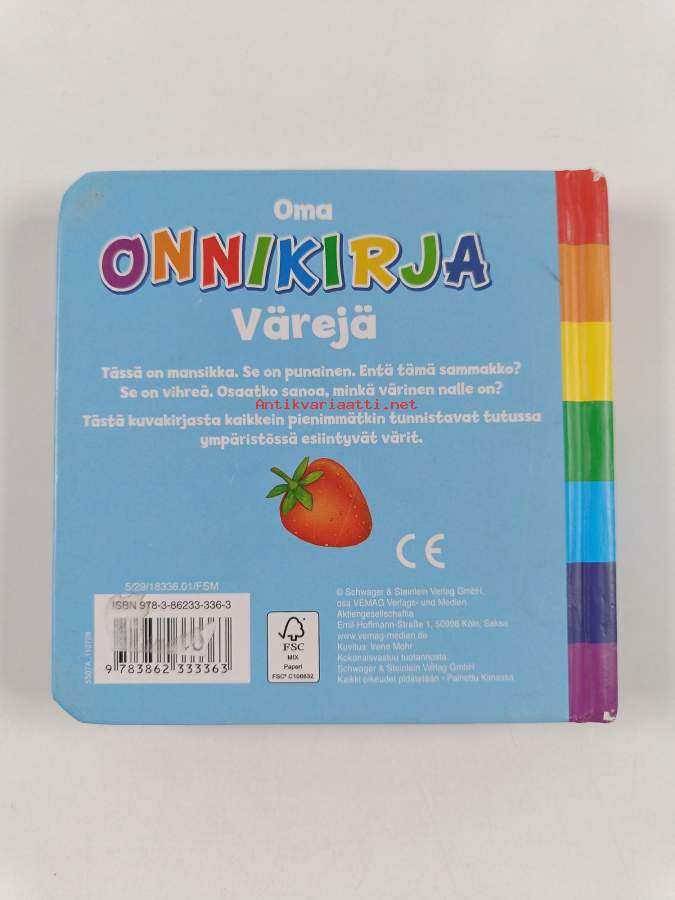 Oma
ONNIKIRJA
Värejä
Tässä on mansikka. Se on punainen. Entä tämä sammakko?
Se on vihreä. Osaatko sanoa, minkä värinen nalle on?
Antikvariaatti.net
Tästä kuvakirjasta kaikkein pienimmätkin tunnistavat tutussa
ympäristössä esiintyvät värit.
CE
5/29/18336.01/FSM
ISBN 978-3-86233-336-3
9 783862 333363
FSC
MIX
Paperi
FSC® C106632
© Schwager & Steinlein Verlag GmbH,
osa VEMAG Verlags- und Medien
Aktiengesellschaftia
Emil-Hoffmann-Straße 1, 50996 Köln, Saksa
www.vemag-medien.de
Kuvitus: Irene Mohr
Kokonaisvastuu tuotannosta:
Schwager & Steinlein Verlag GmbH
Kaikki oikeudet pidätetään • Painettu Kiinassa